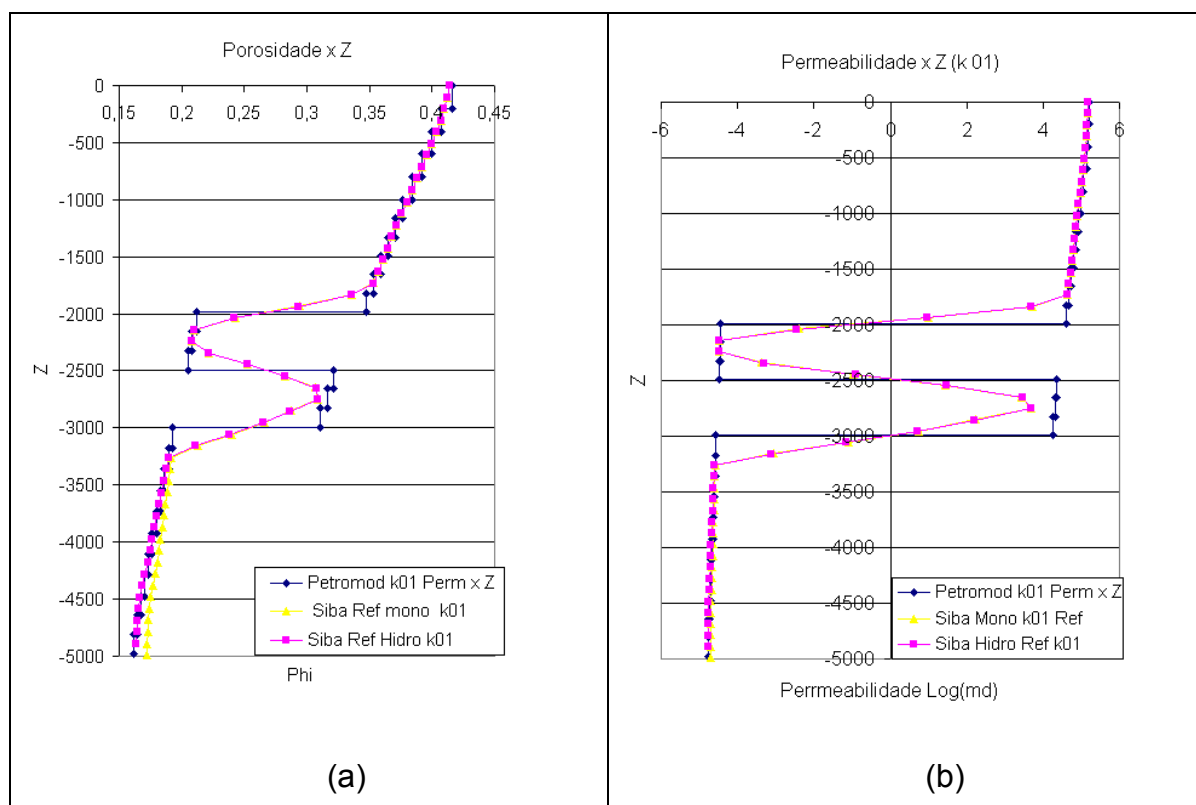 Porosidade x Z
0
0,15 0,2 0,25 0,3 0,35 0,4 0,45
-500
-1000
-1500
-2000
-2500
-3000
-3500
-4000
-4500
-5000
Z
Petromod k01 Perm x Z
Siba Ref mono k01
Siba Ref Hidro k01
Phi
(a)
Permeabilidade x Z (k 01)
0
-6 -4 -2 0 2 4 6
-500
-1000
-1500
-2000
-2500
-3000
-3500
-4000
-4500
-5000
Z
Petromod k01 Perm x Z
Siba Mono k01 Ref
Siba Hidro Ref k01
Perrmeabilidade Log(md)
(b)